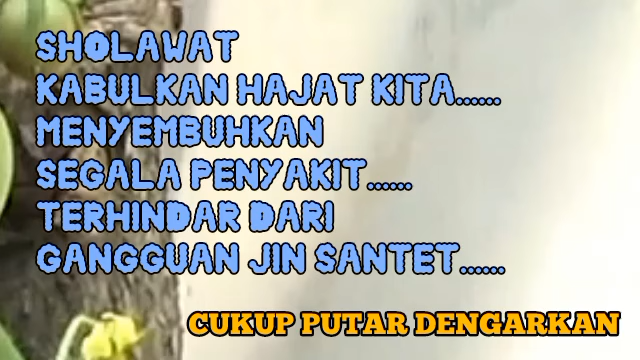 SHOLAWAT
KABULKAN HAJAT KITA......
MENYEMBUHKAN
SEGALA PENYAKIT......
TERHINDAR DARI
GANGGUAN JIN SANTET......
CUKUP PUTAR DENGARKAN